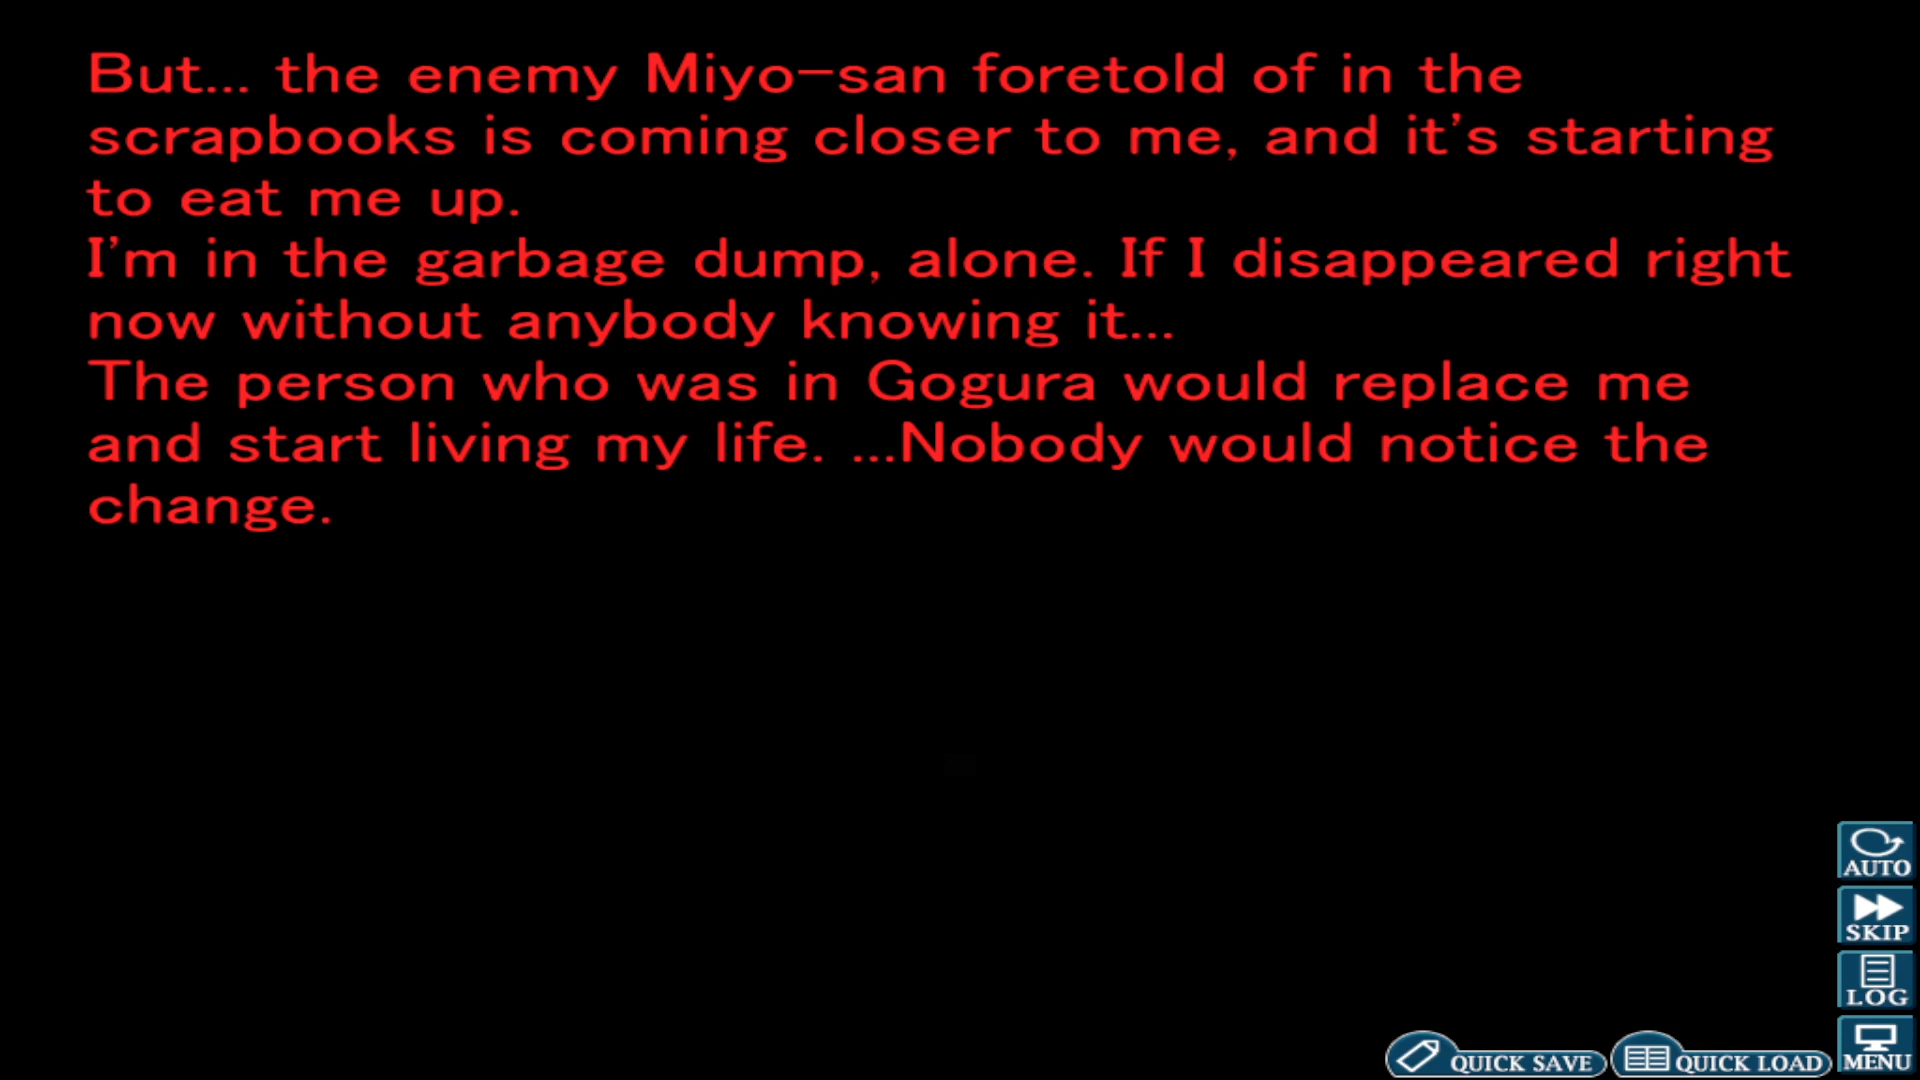 But... the enemy Miyo-san foretold of in the
scrapbooks is coming closer to me, and it's starting
to eat me up.
I'm in the garbage dump, alone. If I disappeared right
now without anybody knowing it...
The person who was in Gogura would replace me
and start living my life. ...Nobody would notice the
change.
AUTO
SKIP
LOG
QUICK SAVE
QUICK LOAD
MENU